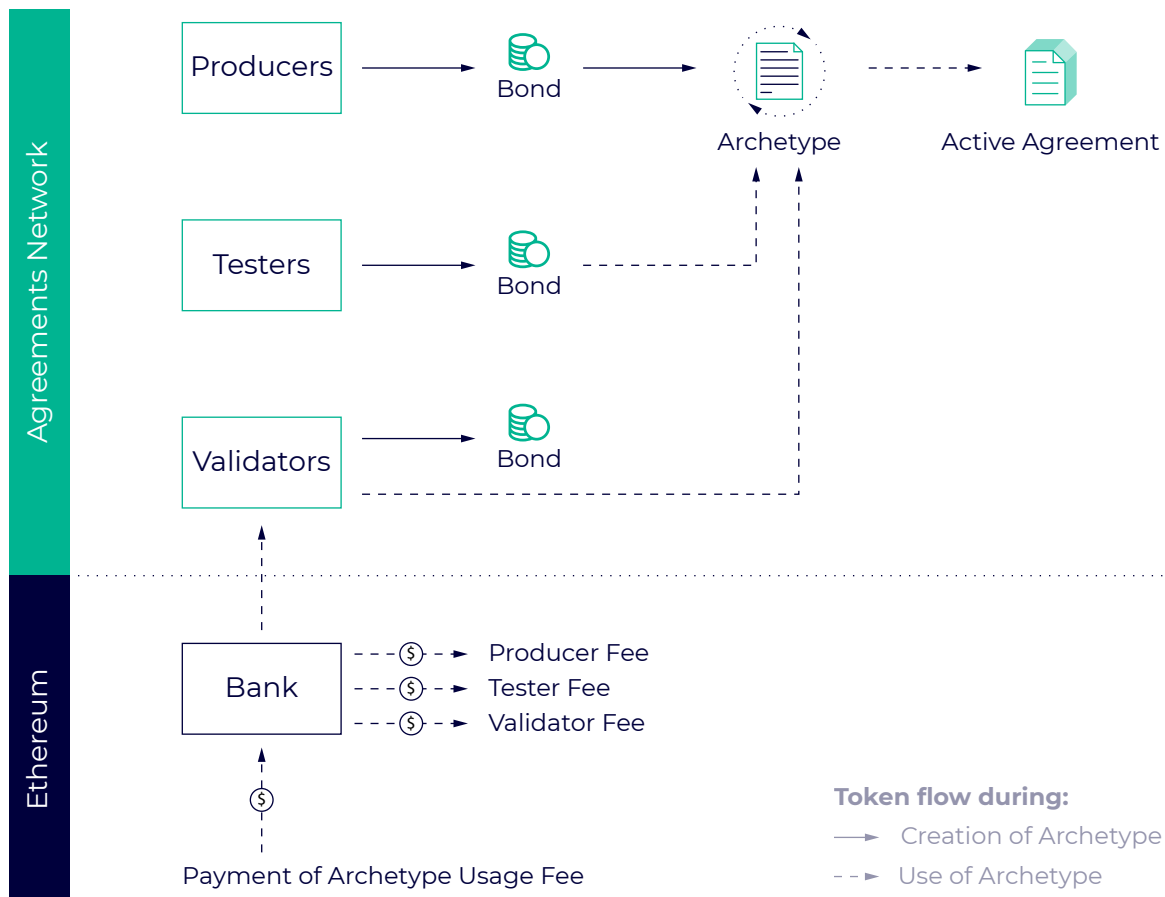 Agreements Network
Producers
Bond
Archetype
Active Agreement
Testers
Bond
Validators
Bond
Ethereum
Bank
$
Producer Fee
$
Tester Fee
$
Validator Fee
$
Payment of Archetype Usage Fee
Token flow during:
Creation of Archetype
Use of Archetype